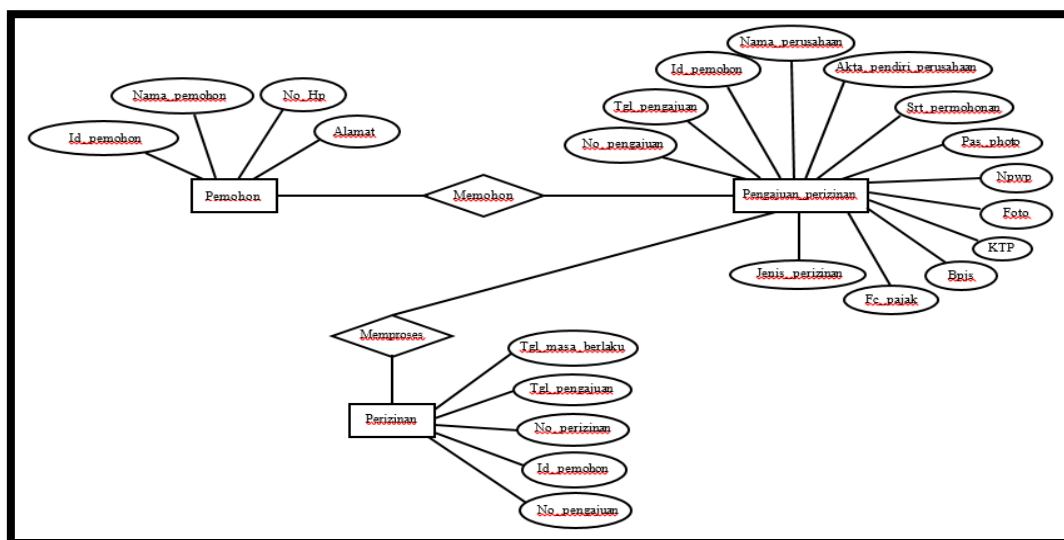 Nama_perusahaan
Id_pemohon
Akta_pendiri_perusahaan
Nama_pemohon
No_Hp
Tgl_pengajuan
Srt_permohonan
Id_pemohon
Alamat
No_pengajuan
Pas_photo
Npwp
Pemohon
Memohon
Pengajuan_perizinan
Foto
KTP
Jenis_perizinan
Bpjs
Fc_pajak
Memproses
Tgl_masa_berlaku
Tgl_pengajuan
Perizinan
No_perizinan
Id_pemohon
No_pengajuan